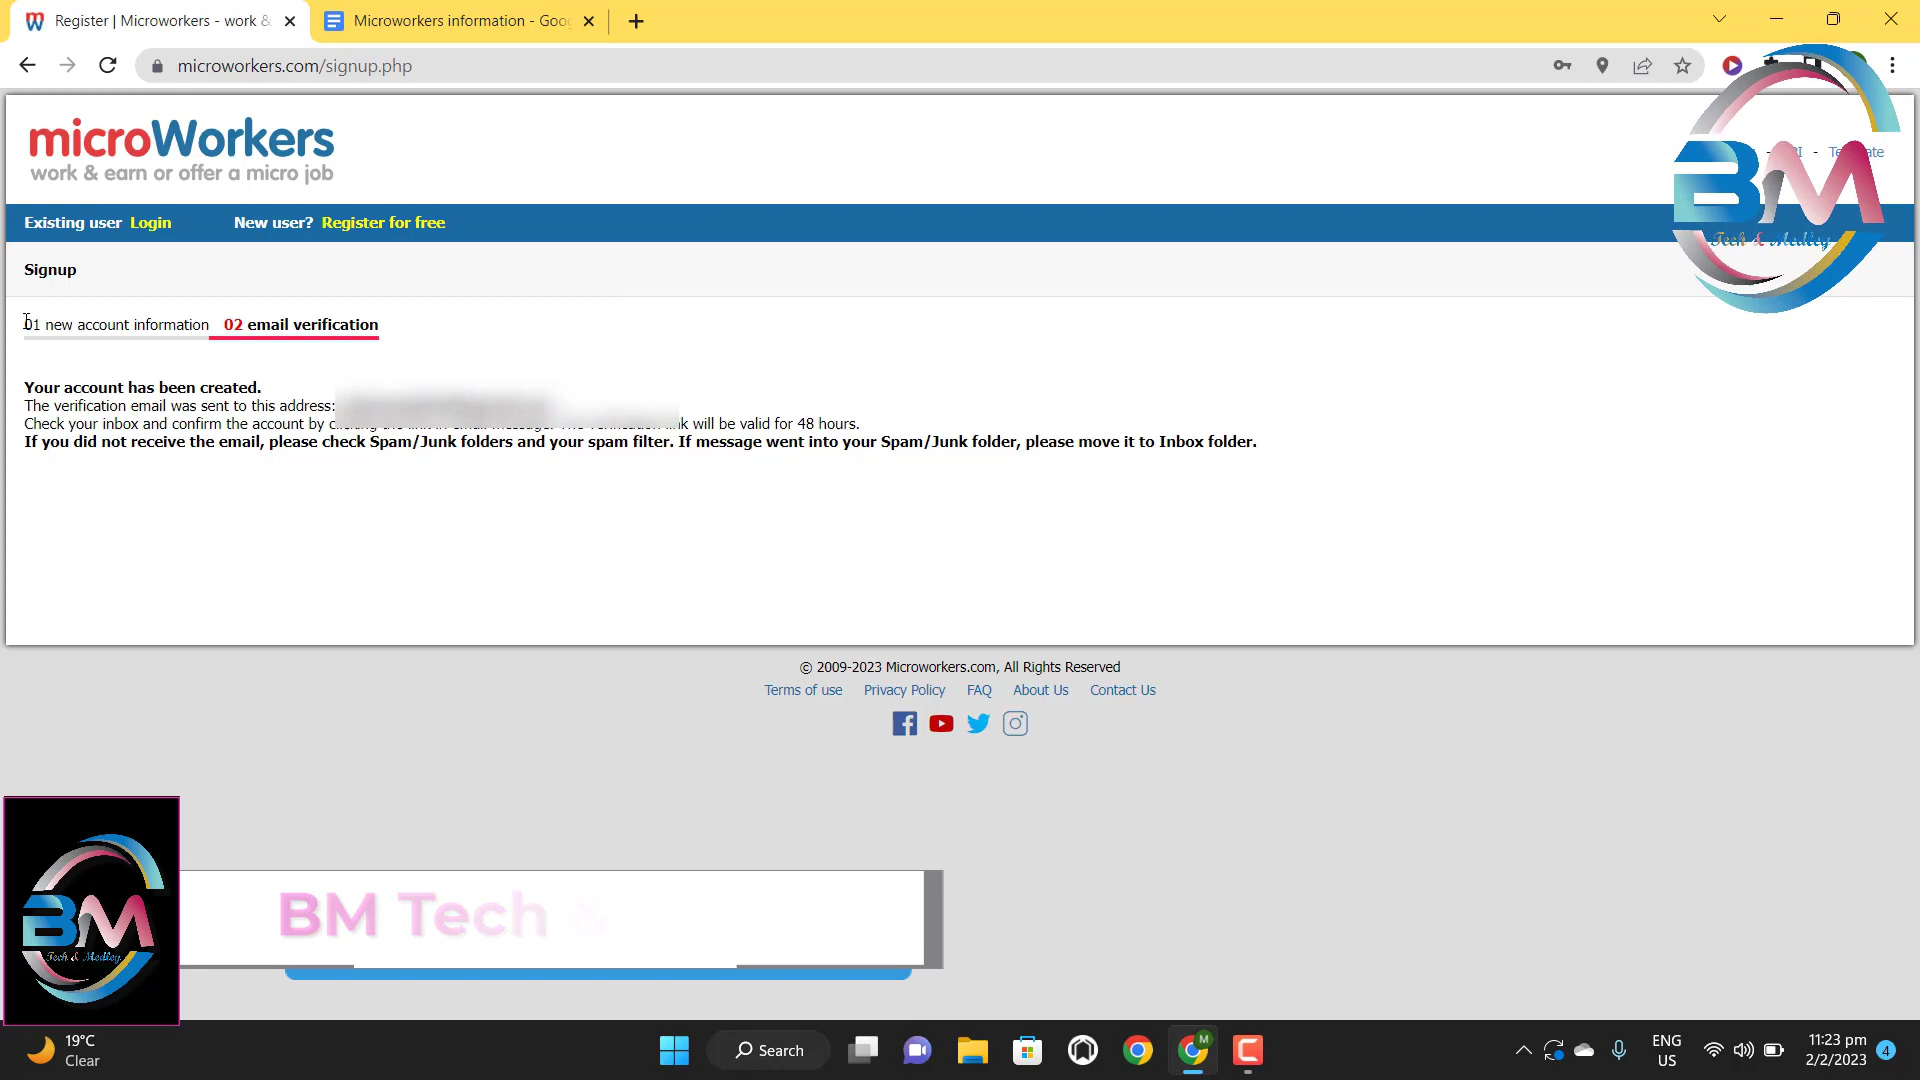 Register | Microworkers - work &
Microworkers information - Goo
microworkers.com/signup.php
microWorkers
work & earn or offer a micro job
Existing user Login New user? Register for free
BM
Tech & Medley
Signup
01 new account information 02 email verification
Your account has been created.
The verification email was sent to this address:
Check your inbox and confirm the account by will be valid for 48 hours.
If you did not receive the email, please check Spam/Junk folders and your spam filter. If message went into your Spam/Junk folder, please move it to Inbox folder.
© 2009-2023 Microworkers.com, All Rights Reserved
Terms of use Privacy Policy FAQ About Us Contact Us
BM Tech &
BM
Tech & Medley
19°C
Clear
Search
M
ENG
US
11:23 pm
2/2/2023
4